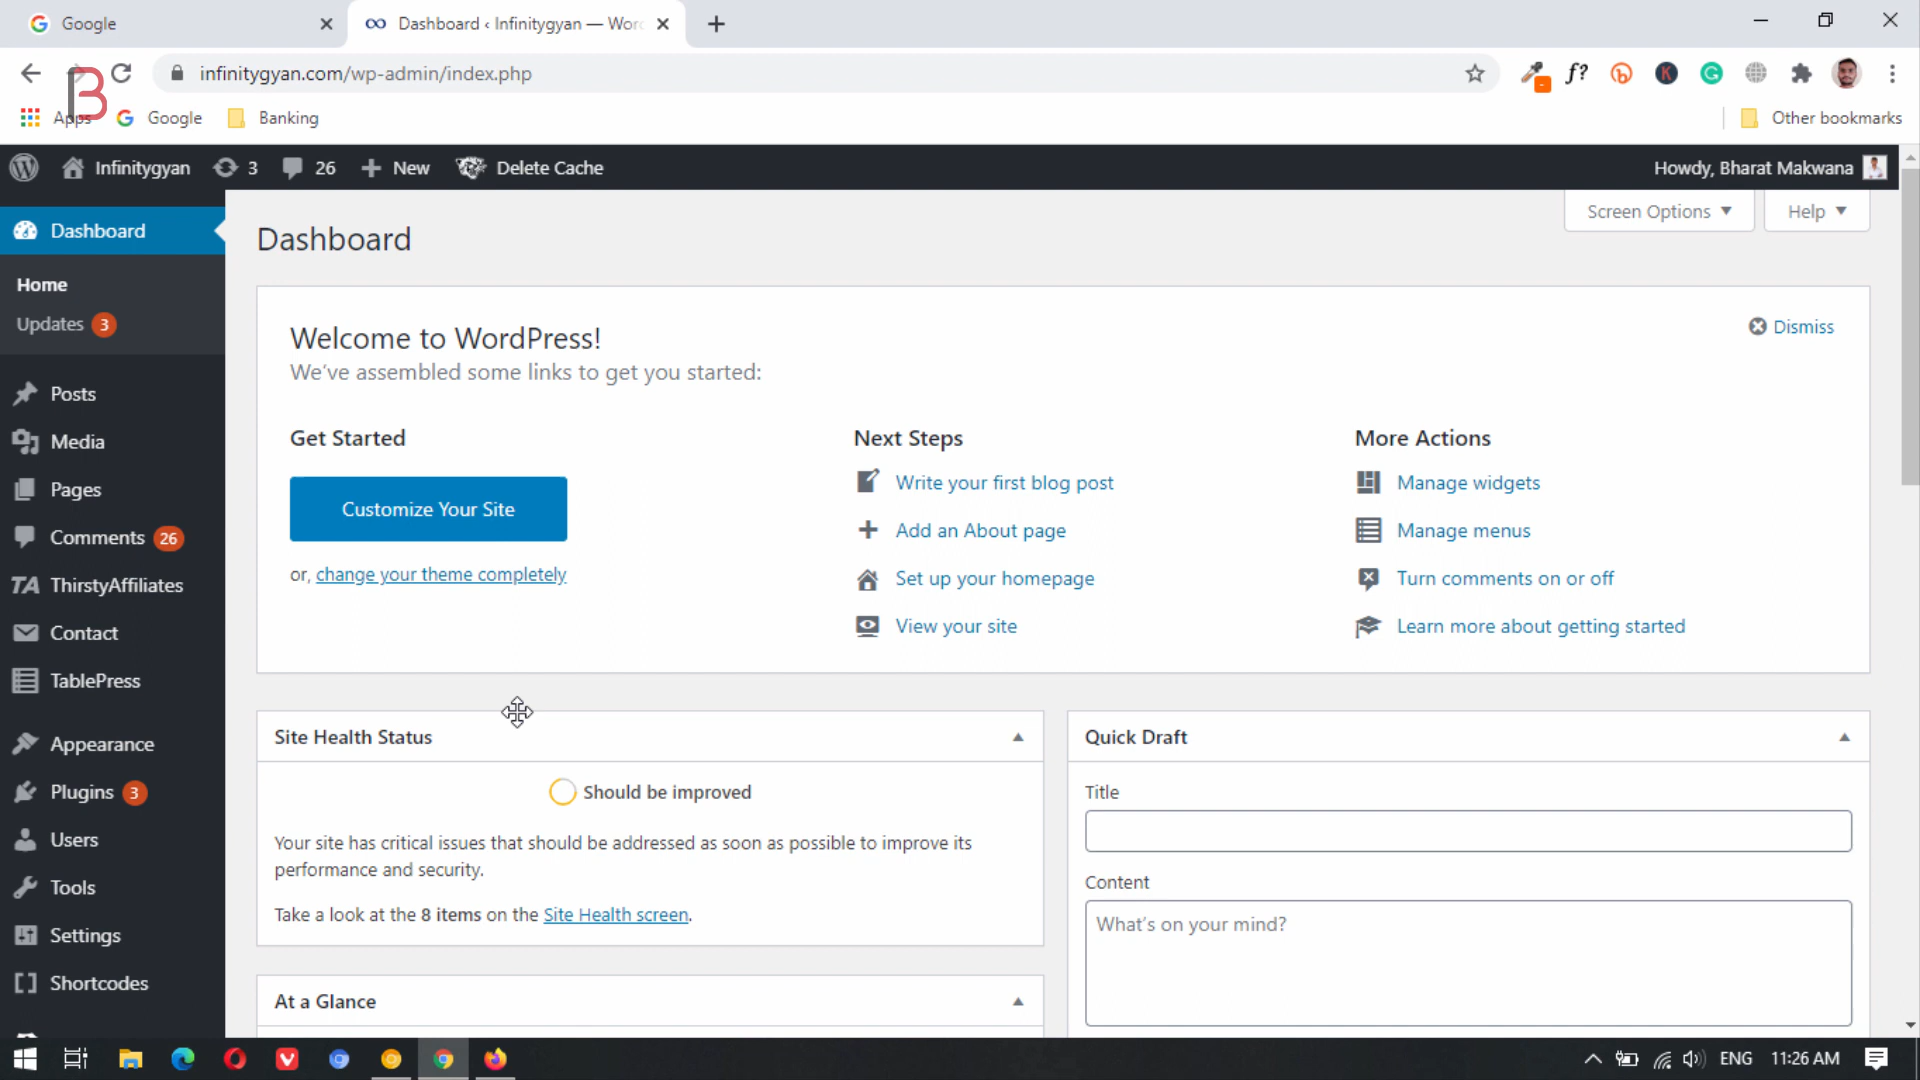 Google
Dashboard ‹ Infinitygyan — Word
infinitygyan.com/wp-admin/index.php
f?
K
B
Apps
Google
Banking
Other bookmarks
Infinitygyan
3
26
New
Delete Cache
Howdy, Bharat Makwana
Dashboard
Home
Updates 3
Posts
Media
Pages
Comments 26
TA ThirstyAffiliates
Contact
TablePress
Appearance
Plugins 3
Users
Tools
Settings
Shortcodes
Screen Options
Help
Dashboard
Welcome to WordPress!
We've assembled some links to get you started:
Dismiss
Get Started
Customize Your Site
or, change your theme completely
Next Steps
Write your first blog post
Add an About page
Set up your homepage
View your site
More Actions
Manage widgets
Manage menus
Turn comments on or off
Learn more about getting started
Site Health Status
Should be improved
Your site has critical issues that should be addressed as soon as possible to improve its
performance and security.
Take a look at the 8 items on the Site Health screen.
At a Glance
Quick Draft
Title
Content
What's on your mind?
ENG
11:26 AM